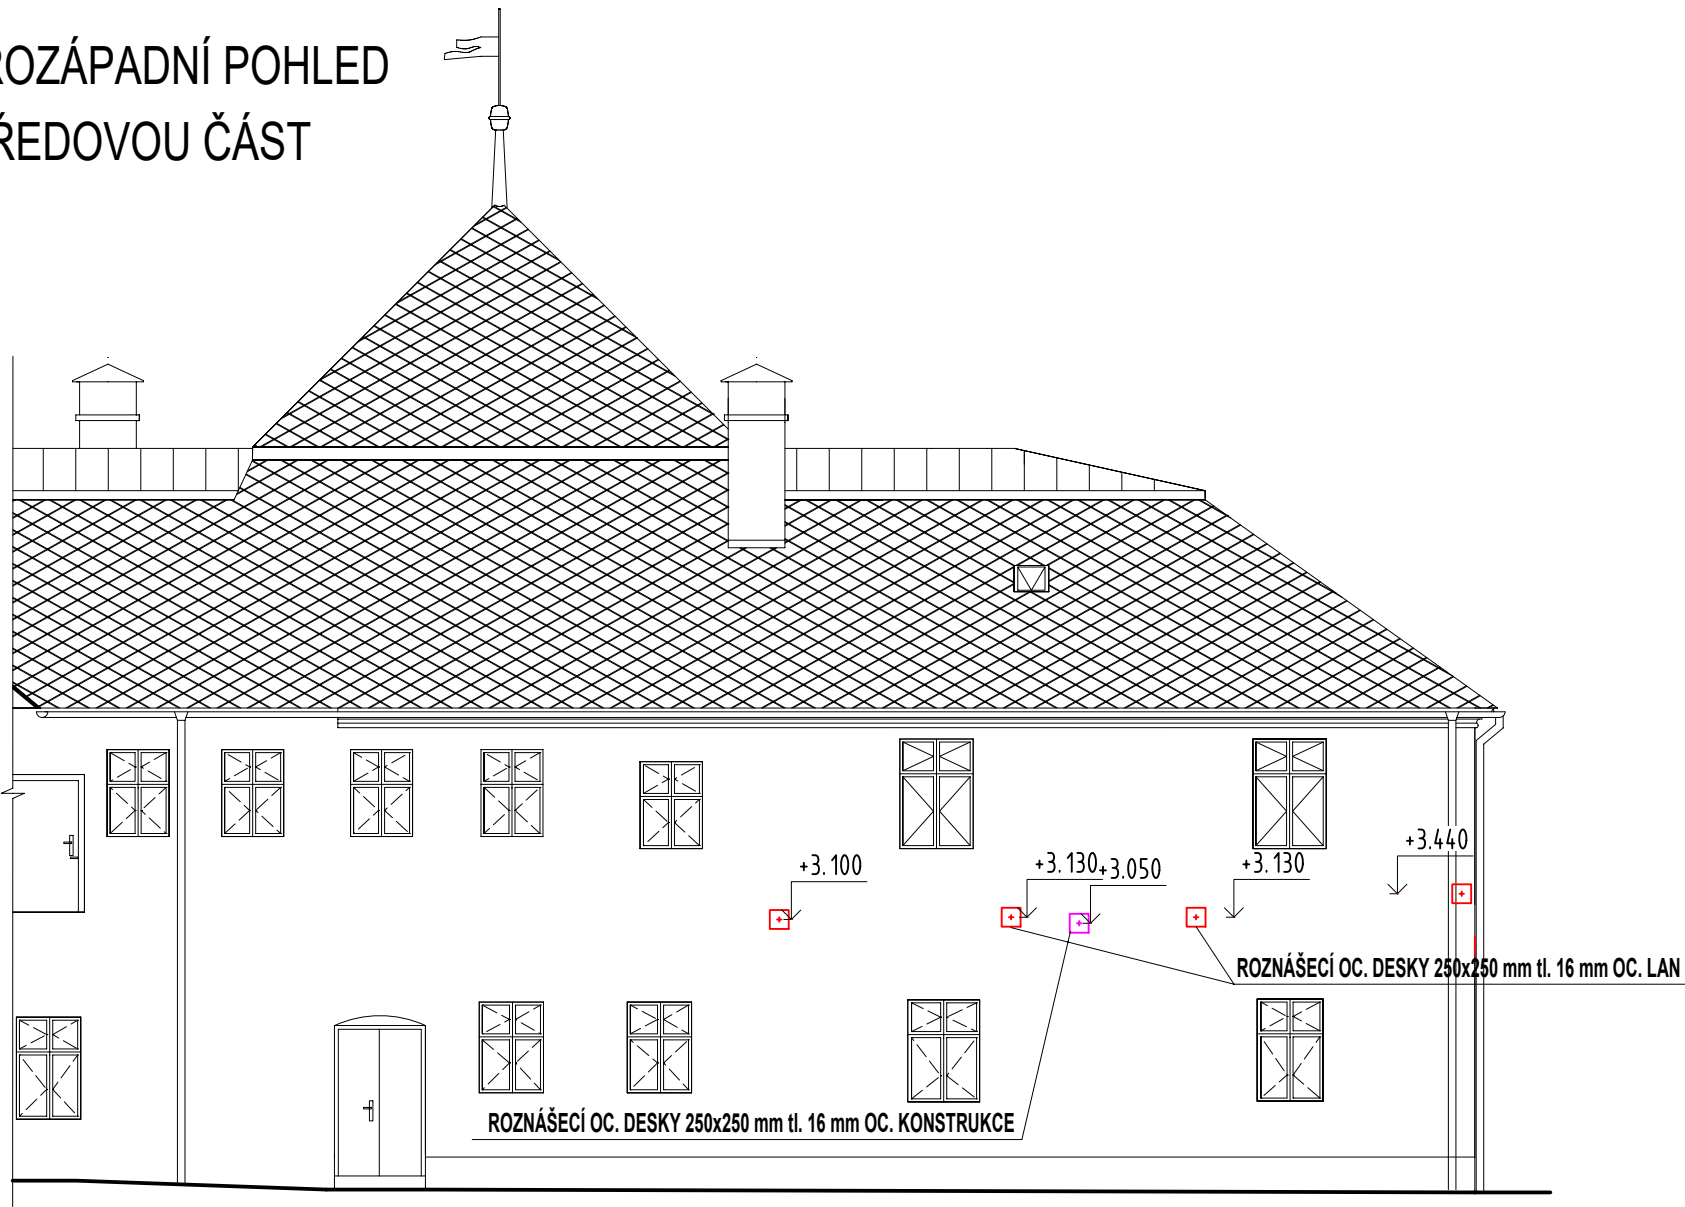 ROZÁPADNÍ POHLED
ŘEDOVOU ČÁST
+3.440
+3.100
+3.130
+3.050
+3.130
ROZNÁŠECÍ OC. DESKY 250x250 mm tl. 16 mm OC. LAN
ROZNÁŠECÍ OC. DESKY 250x250 mm tl. 16 mm OC. KONSTRUKCE